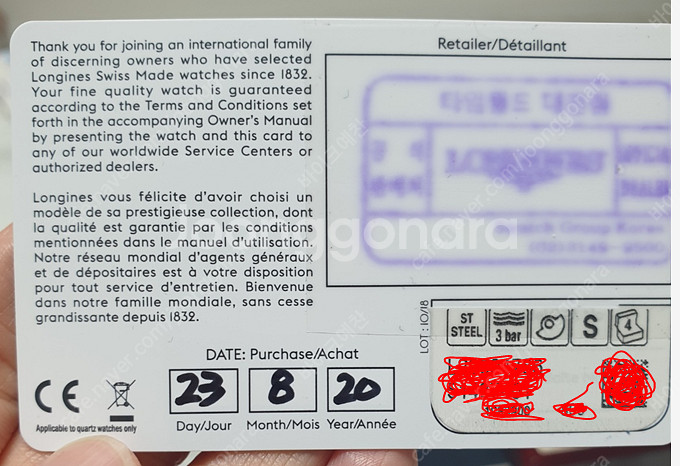 Thank you for joining an international family
of discerning owners who have selected
Longines Swiss Made watches since 1832.
Your fine quality watch is guaranteed
according to the Terms and Conditions set
forth in the accompanying Owner's Manual
by presenting the watch and this card to
any of our worldwide Service Centers or
authorized dealers.
Longines vous félicite d'avoir choisi un
modèle de sa prestigieuse collection, dont
la qualité est garantie par les conditions
mentionnées dans le manuel d'utilisation.
Notre réseau mondial d'agents généraux
et de dépositaires est à votre disposition
pour tout service d'entretien. Bienvenue
dans notre famille mondiale, sans cesse
grandissante depuis 1832.
Retailer/Détaillant
joonggonara
LOT: 10/18
ST
STEEL
3 bar
S
4
DATE: Purchase/Achat
23 8 20
Day/Jour Month/Mois Year/Année
CE
Applicable to quartz watches only